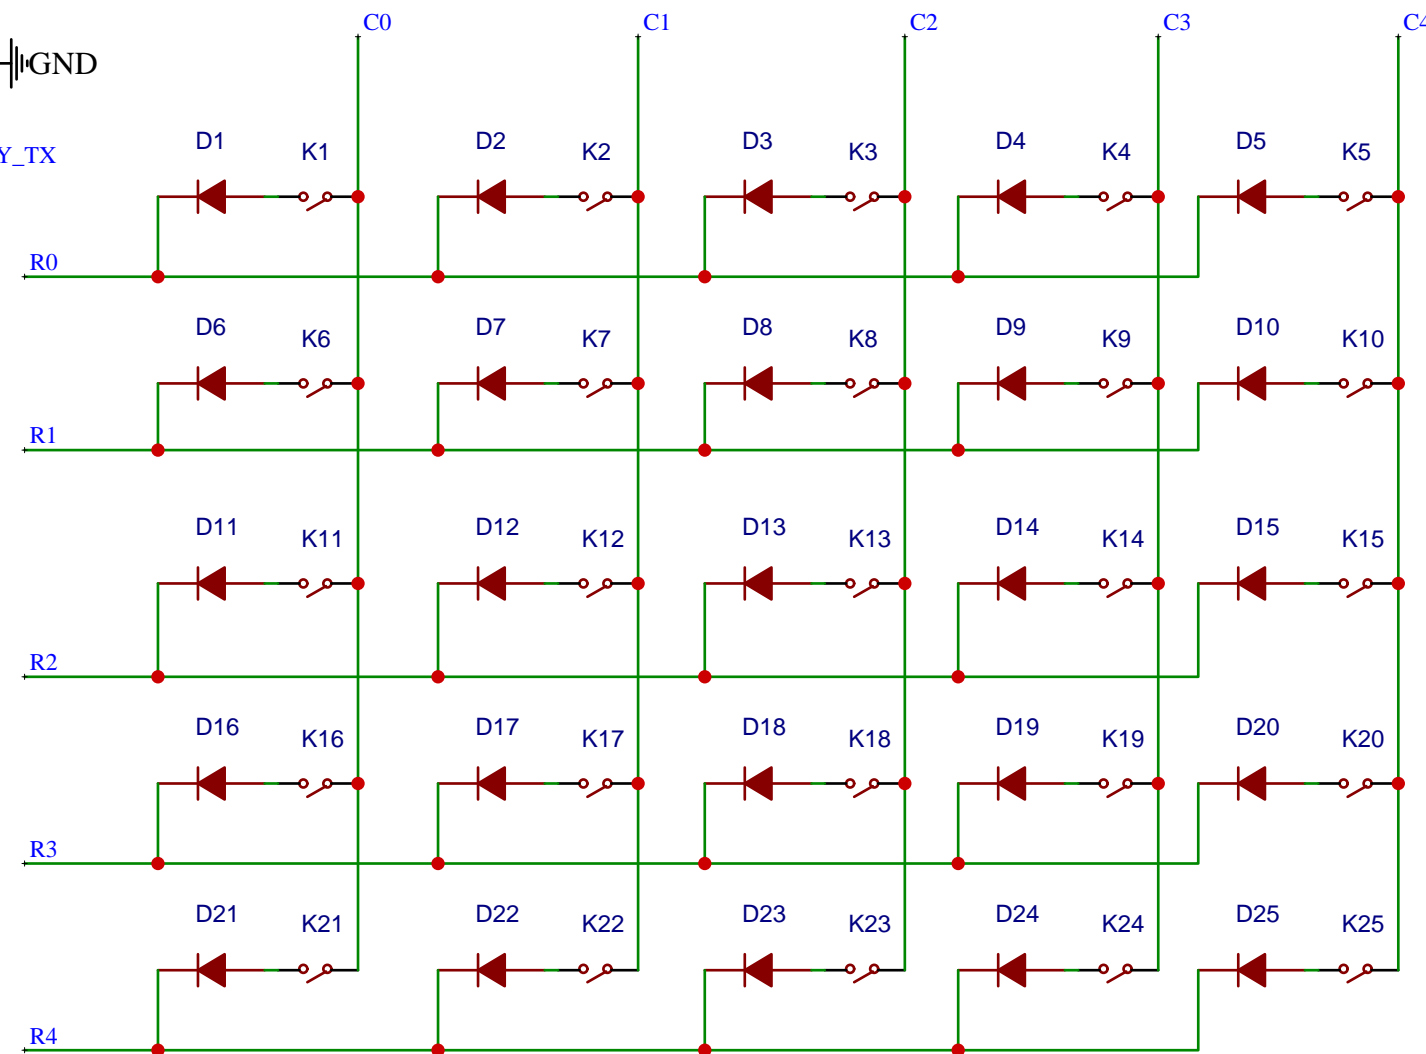 C0 C1 C2 C3 C4
GND
D1 K1 D2 K2 D3 K3 D4 K4 D5 K5
Y_TX
R0
D6 K6 D7 K7 D8 K8 D9 K9 D10 K10
R1
D11 K11 D12 K12 D13 K13 D14 K14 D15 K15
R2
D16 K16 D17 K17 D18 K18 D19 K19 D20 K20
R3
D21 K21 D22 K22 D23 K23 D24 K24 D25 K25
R4